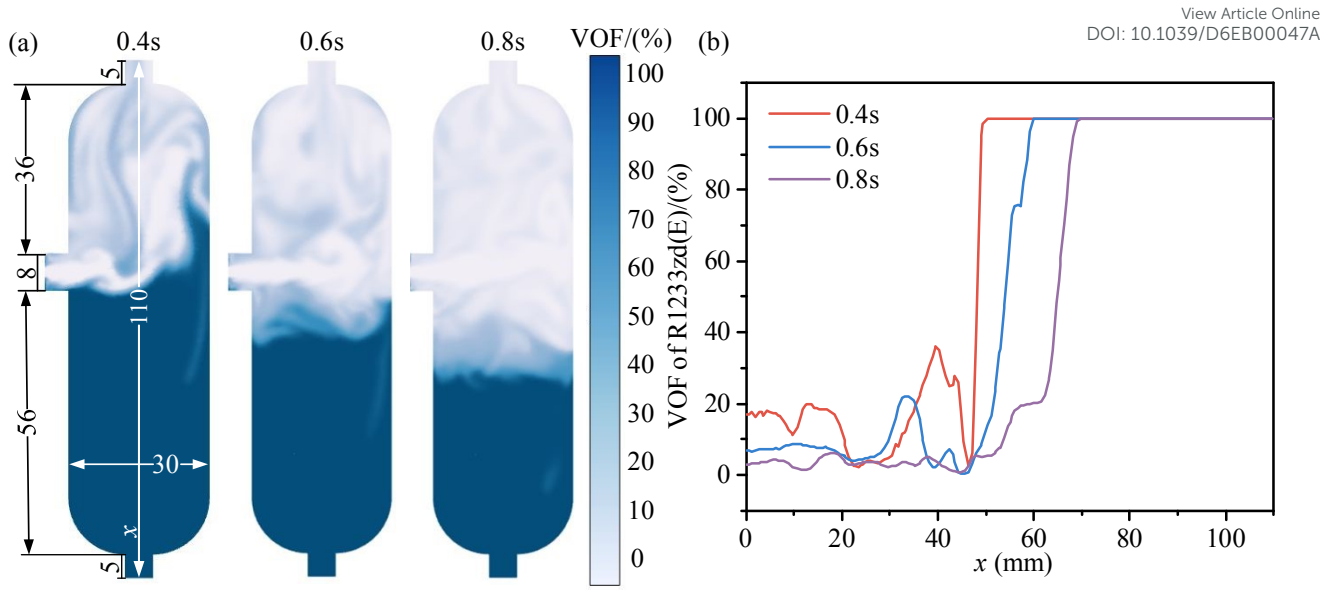 View Article Online
DOI: 10.1039/D6EB00047A
(a)
0.4s
0.6s
0.8s
VOF/(%)
100
90
80
70
60
50
40
30
20
10
0
5
36
8
56
5
110
30
x
(b)
VOF of R1233zd(E)/(%)
100
80
60
40
20
0
0.4s
0.6s
0.8s
0
20
40
60
80
100
x (mm)